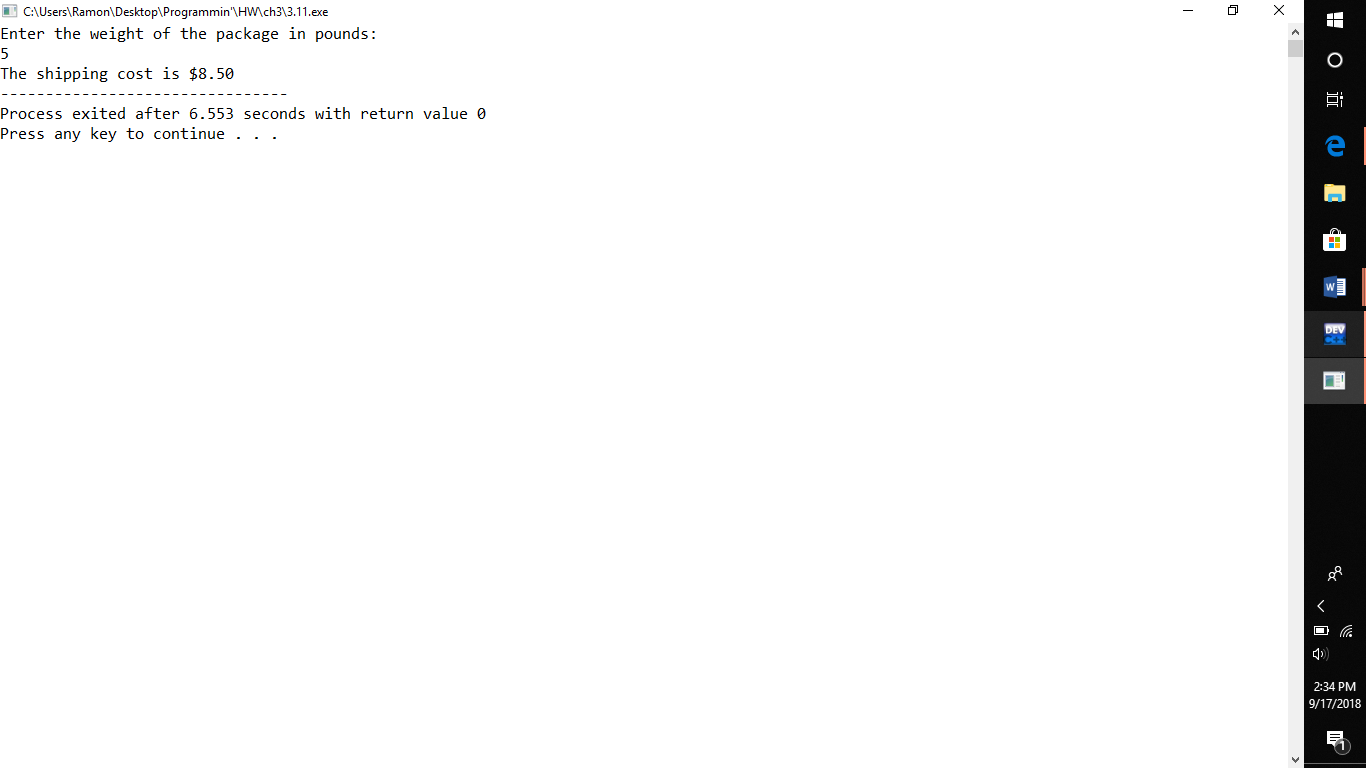 C:\Users\Ramon\Desktop\Programmin'\HW\ch3\3.11.exe
Enter the weight of the package in pounds:
5
The shipping cost is $8.50
--------------------------------
Process exited after 6.553 seconds with return value 0
Press any key to continue . . .
W
DEV
2:34 PM
9/17/2018
1